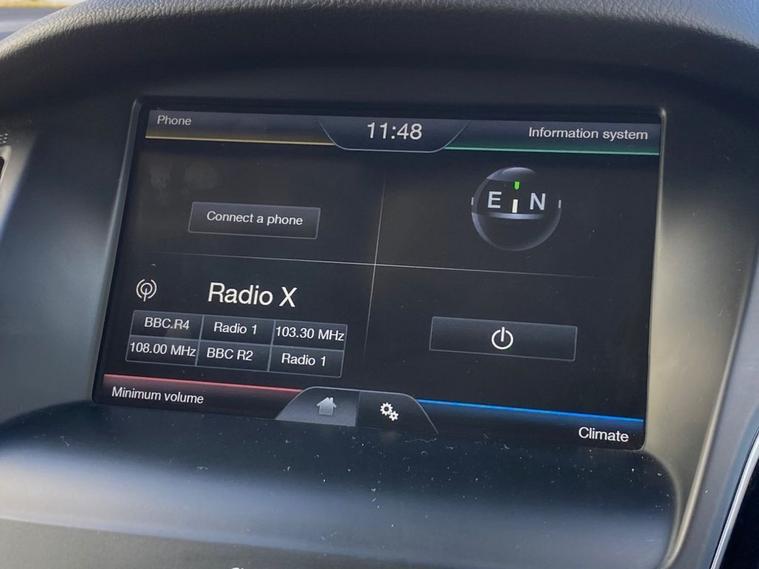 Phone
11:48
Information system
E N
Connect a phone
Radio X
BBC.R4 Radio 1 103.30 MHz
108.00 MHz BBC R2 Radio 1
Minimum volume
Climate